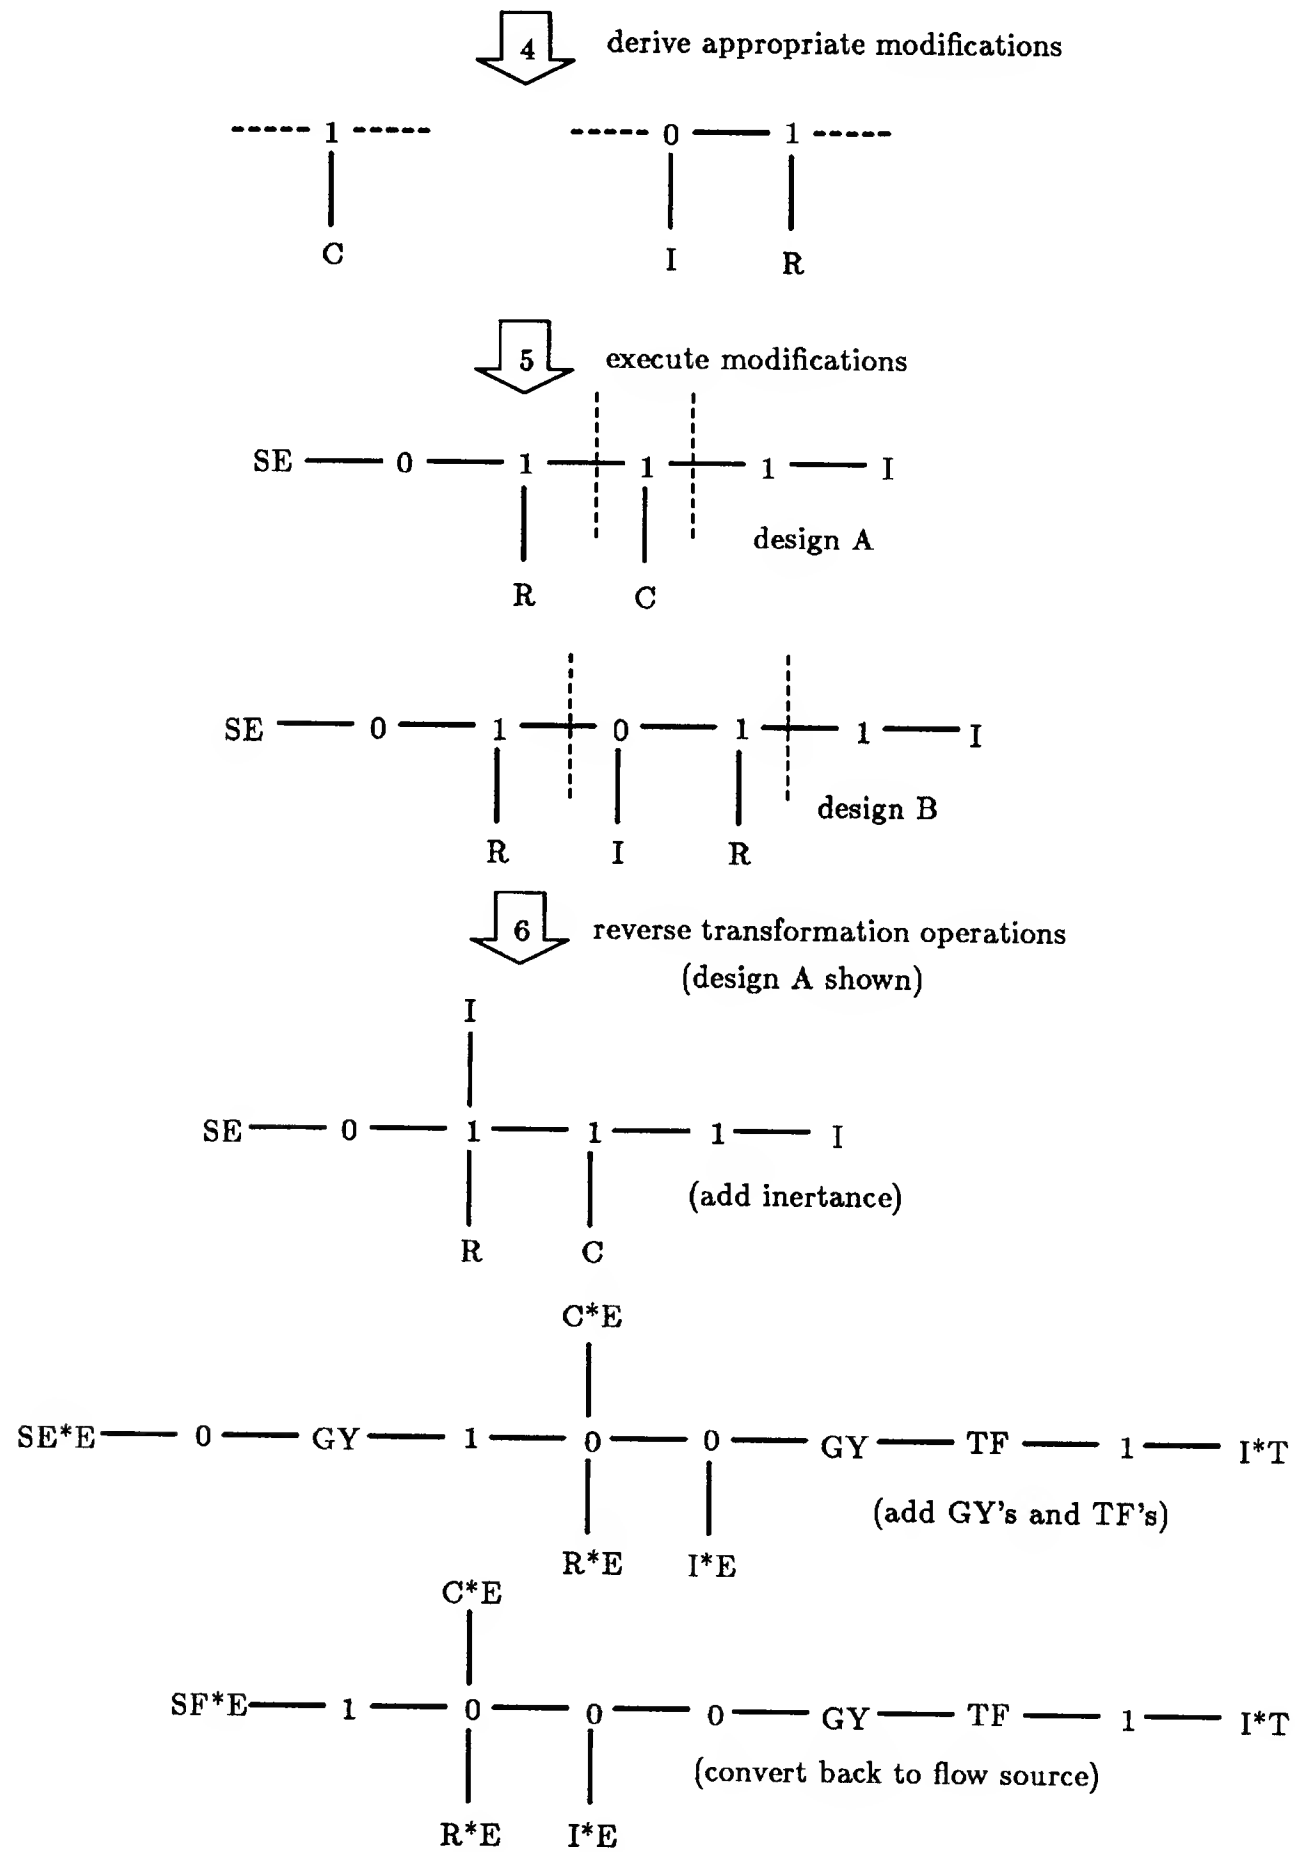 4 derive appropriate modifications
1 0 1
C I R
5 execute modifications
SE 0 1 1 1 I
design A
R C
SE 0 1 0 1 1 I
design B
R I R
6 reverse transformation operations
(design A shown)
I
SE 0 1 1 1 I
(add inertance)
R C
C*E
SE*E 0 GY 1 0 0 GY TF 1 I*T
(add GY's and TF's)
R*E I*E
C*E
SF*E 1 0 0 0 GY TF 1 I*T
(convert back to flow source)
R*E I*E